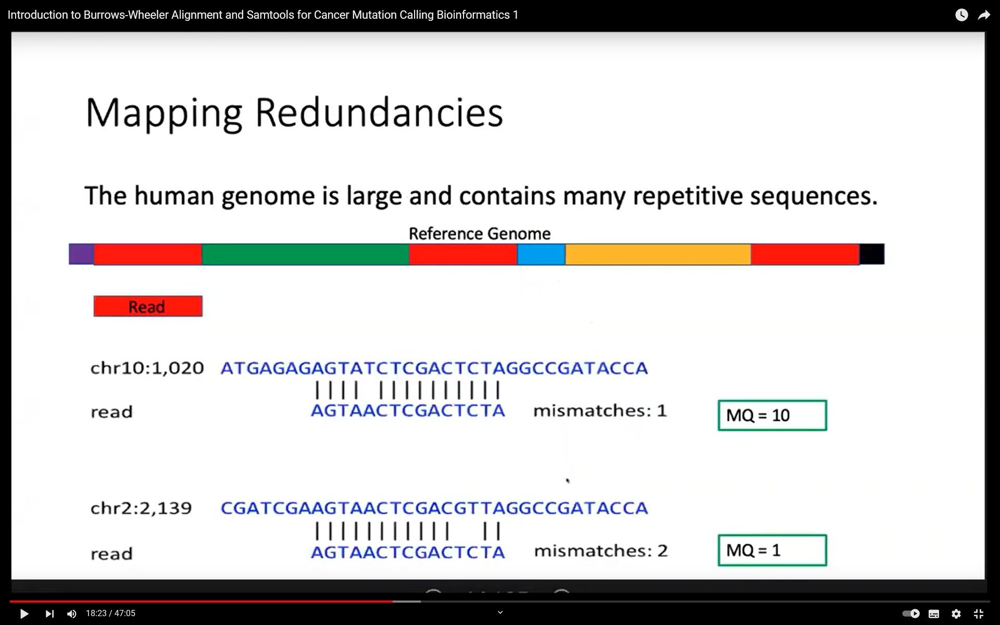 Introduction to Burrows-Wheeler Alignment and Samtools for Cancer Mutation Calling Bioinformatics 1
Mapping Redundancies
The human genome is large and contains many repetitive sequences.
Reference Genome
Read
chr10:1,020 ATGAGAGAGTATCTCGACTCTAGGCCGATACCA
read AGTAACTCGACTCTA mismatches: 1 MQ = 10
chr2:2,139 CGATCGAAGTAACTCGACGTTAGGCCGATACCA
read AGTAACTCGACTCTA mismatches: 2 MQ = 1
18:23 / 47:05